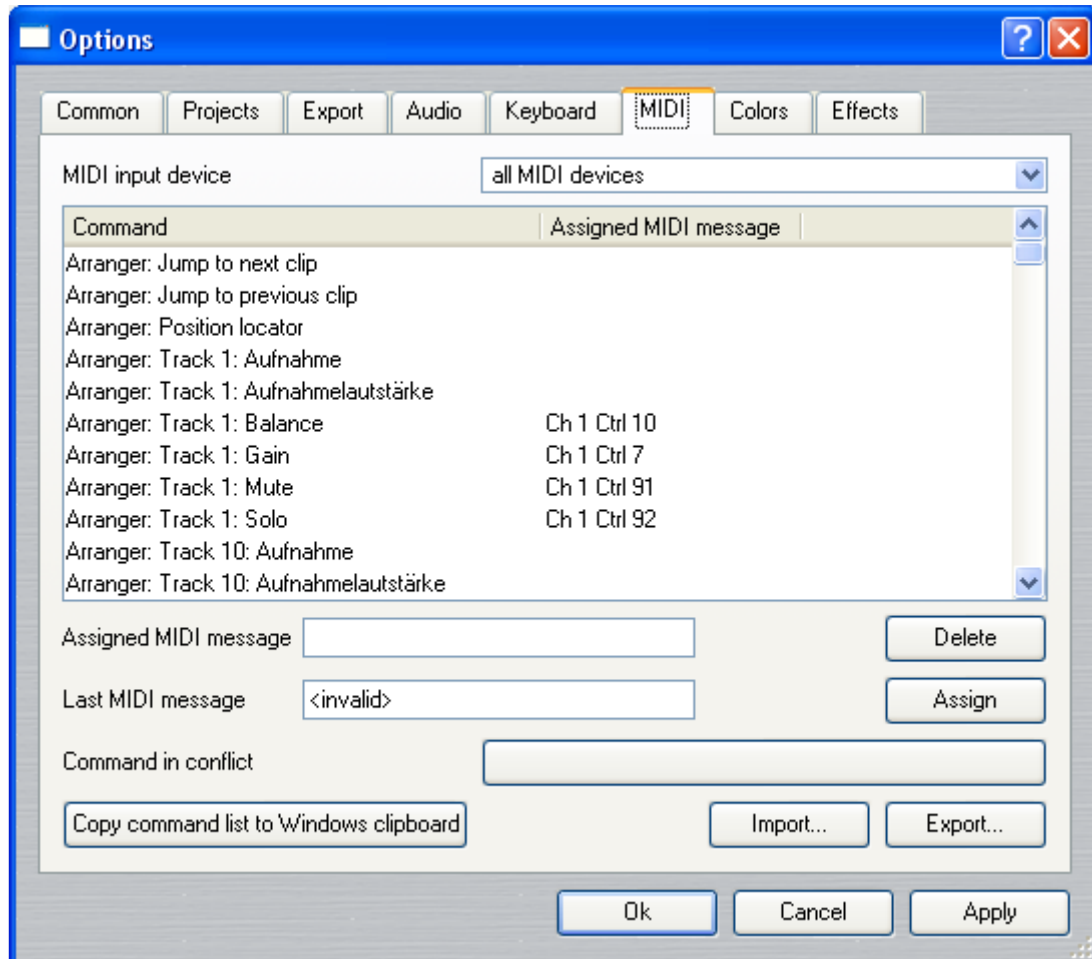 Options
Common Projects Export Audio Keyboard MIDI Colors Effects
MIDI input device all MIDI devices
Command Assigned MIDI message
Arranger: Jump to next clip
Arranger: Jump to previous clip
Arranger: Position locator
Arranger: Track 1: Aufnahme
Arranger: Track 1: Aufnahmelautstärke
Arranger: Track 1: Balance Ch 1 Ctrl 10
Arranger: Track 1: Gain Ch 1 Ctrl 7
Arranger: Track 1: Mute Ch 1 Ctrl 91
Arranger: Track 1: Solo Ch 1 Ctrl 92
Arranger: Track 10: Aufnahme
Arranger: Track 10: Aufnahmelautstärke
Assigned MIDI message Delete
Last MIDI message <invalid> Assign
Command in conflict
Copy command list to Windows clipboard Import... Export...
Ok Cancel Apply